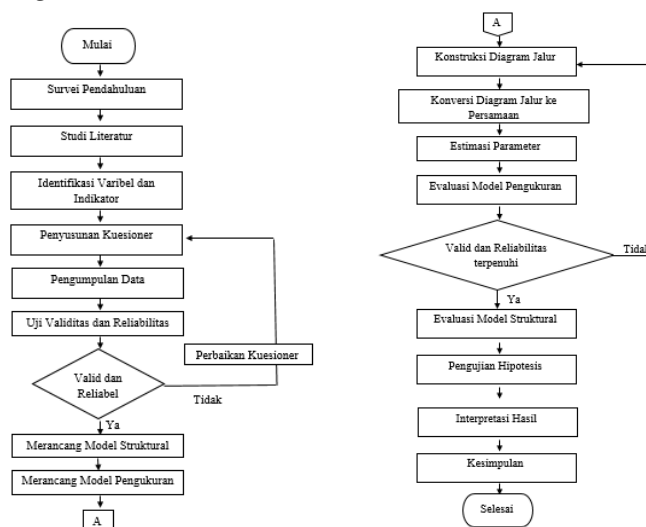 Mulai
Survei Pendahuluan
Studi Literatur
Identifikasi Varibel dan
Indikator
Penyusunan Kuesioner
Pengumpulan Data
Uji Validitas dan Reliabilitas
Perbaikan Kuesioner
Valid dan
Reliabel
Tidak
Ya
Merancang Model Struktural
Merancang Model Pengukuran
A
A
Konstruksi Diagram Jalur
Konversi Diagram Jalur ke
Persamaan
Estimasi Parameter
Evaluasi Model Pengukuran
Valid dan Reliabilitas
terpenuhi
Tidak
Ya
Evaluasi Model Struktural
Pengujian Hipotesis
Interpretasi Hasil
Kesimpulan
Selesai